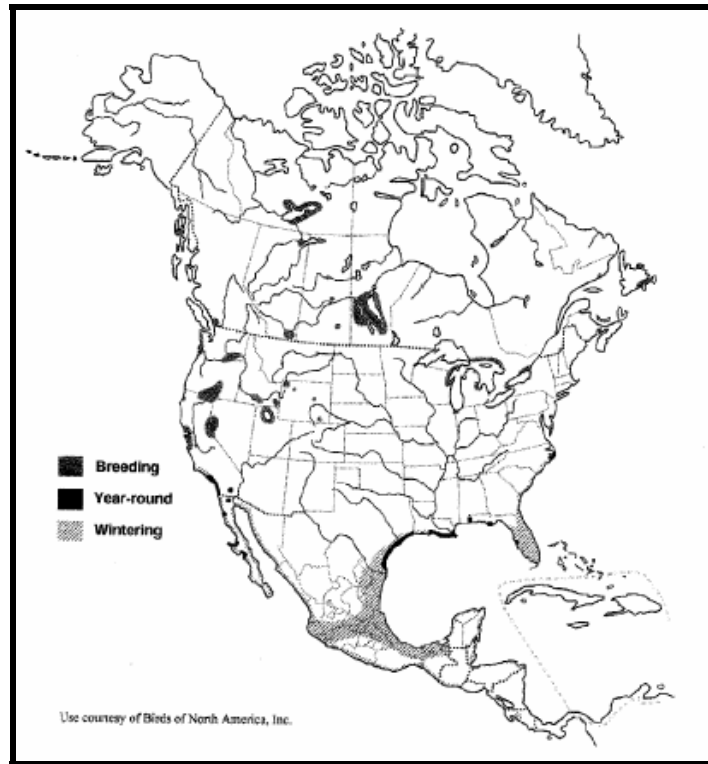 Breeding
Year-round
Wintering
Use courtesy of Birds of North America, Inc.